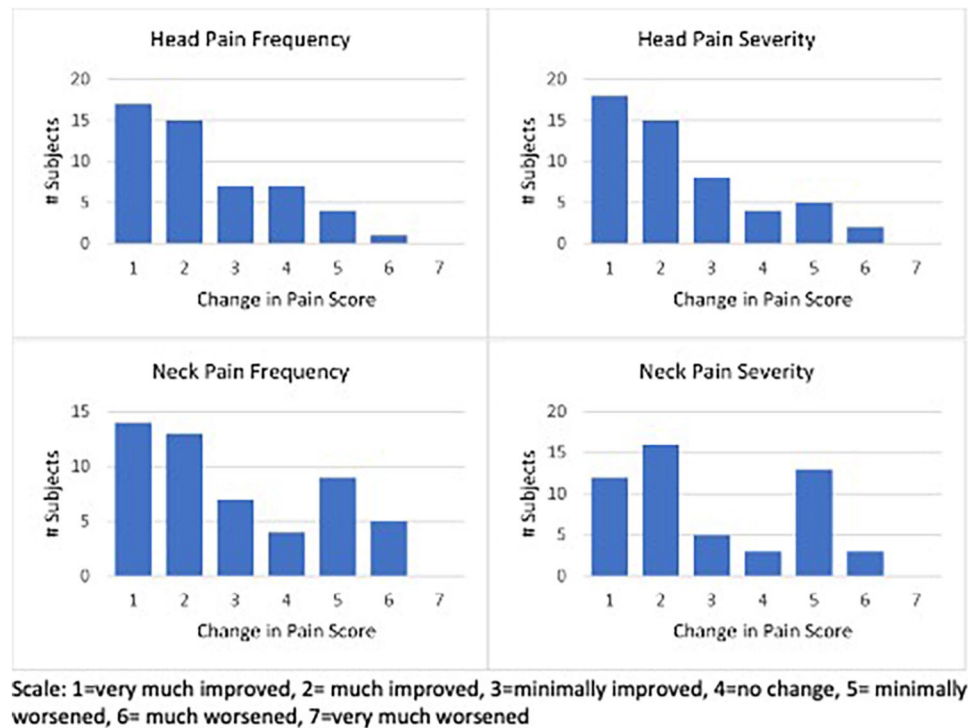 Head Pain Frequency
20
15
10
5
0
# Subjects
1 2 3 4 5 6 7
Change in Pain Score
Head Pain Severity
20
15
10
5
0
# Subjects
1 2 3 4 5 6 7
Change in Pain Score
Neck Pain Frequency
15
10
5
0
# Subjects
1 2 3 4 5 6 7
Change in Pain Score
Neck Pain Severity
20
15
10
5
0
# Subjects
1 2 3 4 5 6 7
Change in Pain Score
Scale: 1=very much improved, 2= much improved, 3=minimally improved, 4=no change, 5= minimally
worsened, 6= much worsened, 7=very much worsened